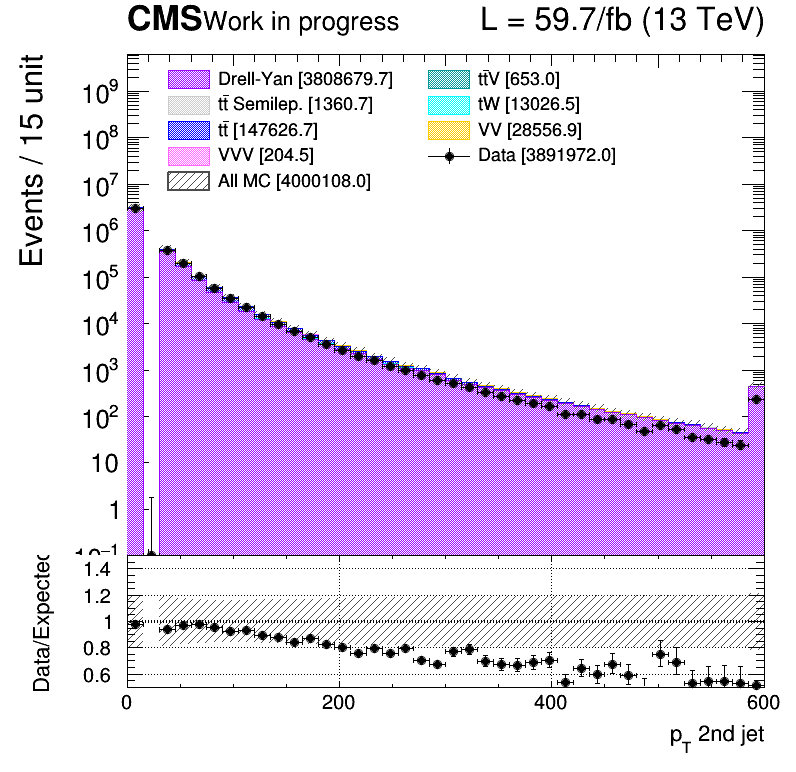 CMS Work in progress L = 59.7/fb (13 TeV)
Events / 15 unit
Drell-Yan [3808679.7] tt̄V [653.0]
tt̄ Semilep. [1360.7] tW [13026.5]
tt̄ [147626.7] VV [28556.9]
VVV [204.5] Data [3891972.0]
All MC [4000108.0]
10⁹
10⁸
10⁷
10⁶
10⁵
10⁴
10³
10²
10
1
10⁻¹
Data/Expected
1.4
1.2
1
0.8
0.6
0 200 400 600
p_T 2nd jet